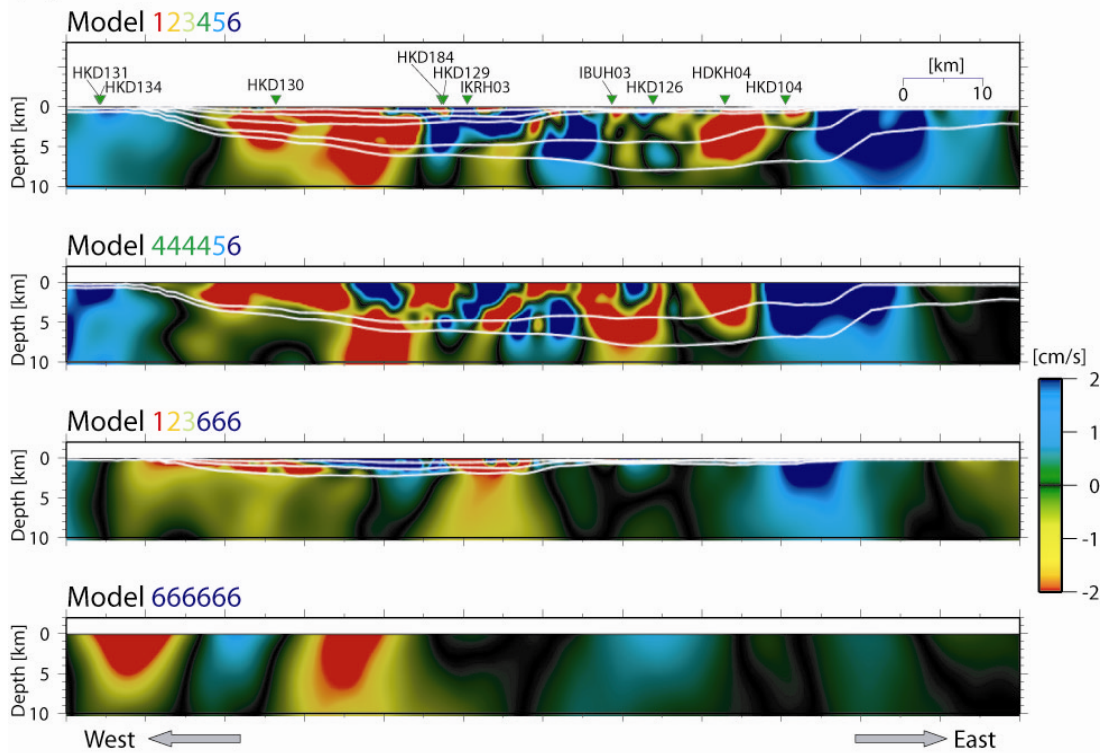 Model 123456
HKD131
HKD134
HKD130
HKD184
HKD129
IKRH03
IBUH03
HKD126
HDKH04
HKD104
[km]
0 10
Depth [km]
0
5
10
Model 444456
Depth [km]
0
5
10
[cm/s]
2
1
0
-1
-2
Model 123666
Depth [km]
0
5
10
Model 666666
Depth [km]
0
5
10
West
East